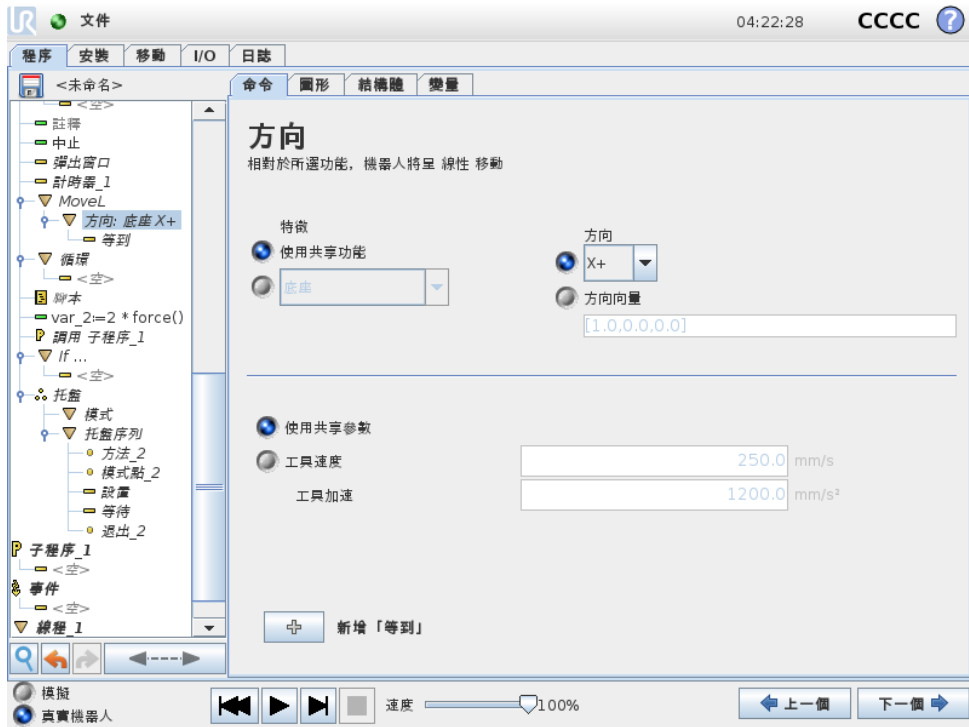 UR 文件 04:22:28 CCCC ?
程序 安裝 移動 I/O 日誌
<未命名> 命令 圖形 結構體 變量
<空>
註釋
中止
彈出窗口
計時器_1
MoveL
方向: 底座 X+
等到
循環
<空>
腳本
var_2:=2 * force()
調用 子程序_1
If ...
<空>
托盤
模式
托盤序列
方法_2
模式點_2
設置
等待
退出_2
P 子程序_1
<空>
事件
<空>
線程_1
方向
相對於所選功能，機器人將呈 線性 移動
特徵
使用共享功能
底座
方向
X+
方向向量
[1.0,0.0,0.0]
使用共享參數
工具速度 250.0 mm/s
工具加速 1200.0 mm/s²
新增「等到」
模擬
真實機器人
速度 100%
上一個 下一個